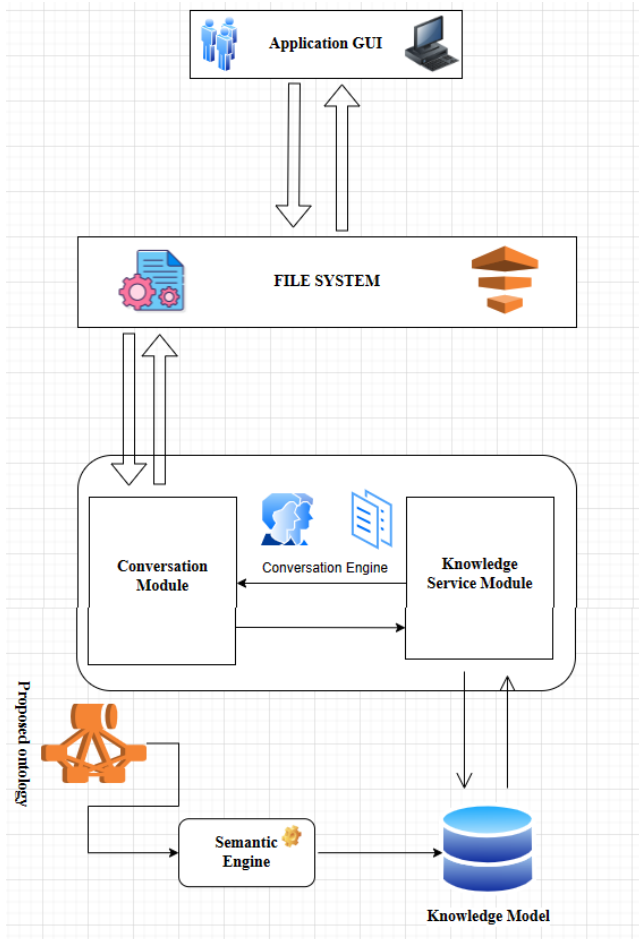 Application GUI
FILE SYSTEM
Conversation
Module
Conversation Engine
Knowledge
Service Module
Proposed ontology
Semantic
Engine
Knowledge Model